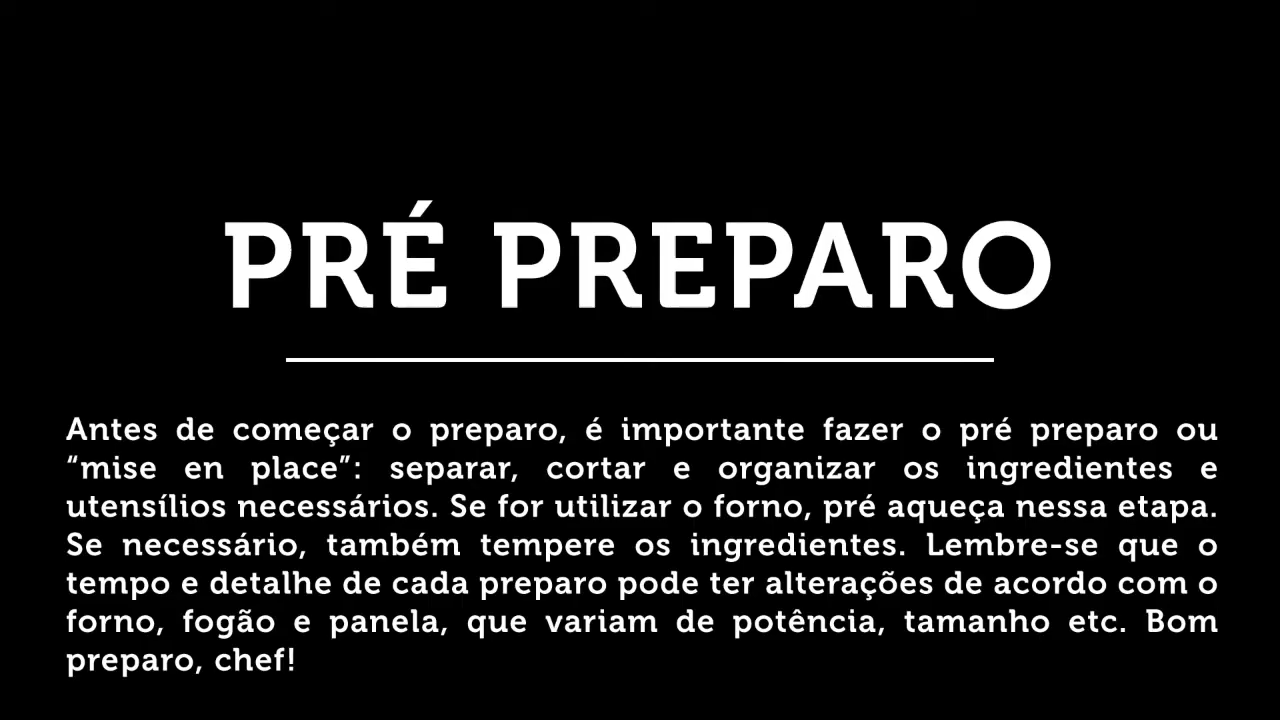 PRÉ PREPARO
Antes de começar o preparo, é importante fazer o pré preparo ou
“mise en place”: separar, cortar e organizar os ingredientes e
utensílios necessários. Se for utilizar o forno, pré aqueça nessa etapa.
Se necessário, também tempere os ingredientes. Lembre-se que o
tempo e detalhe de cada preparo pode ter alterações de acordo com o
forno, fogão e panela, que variam de potência, tamanho etc. Bom
preparo, chef!